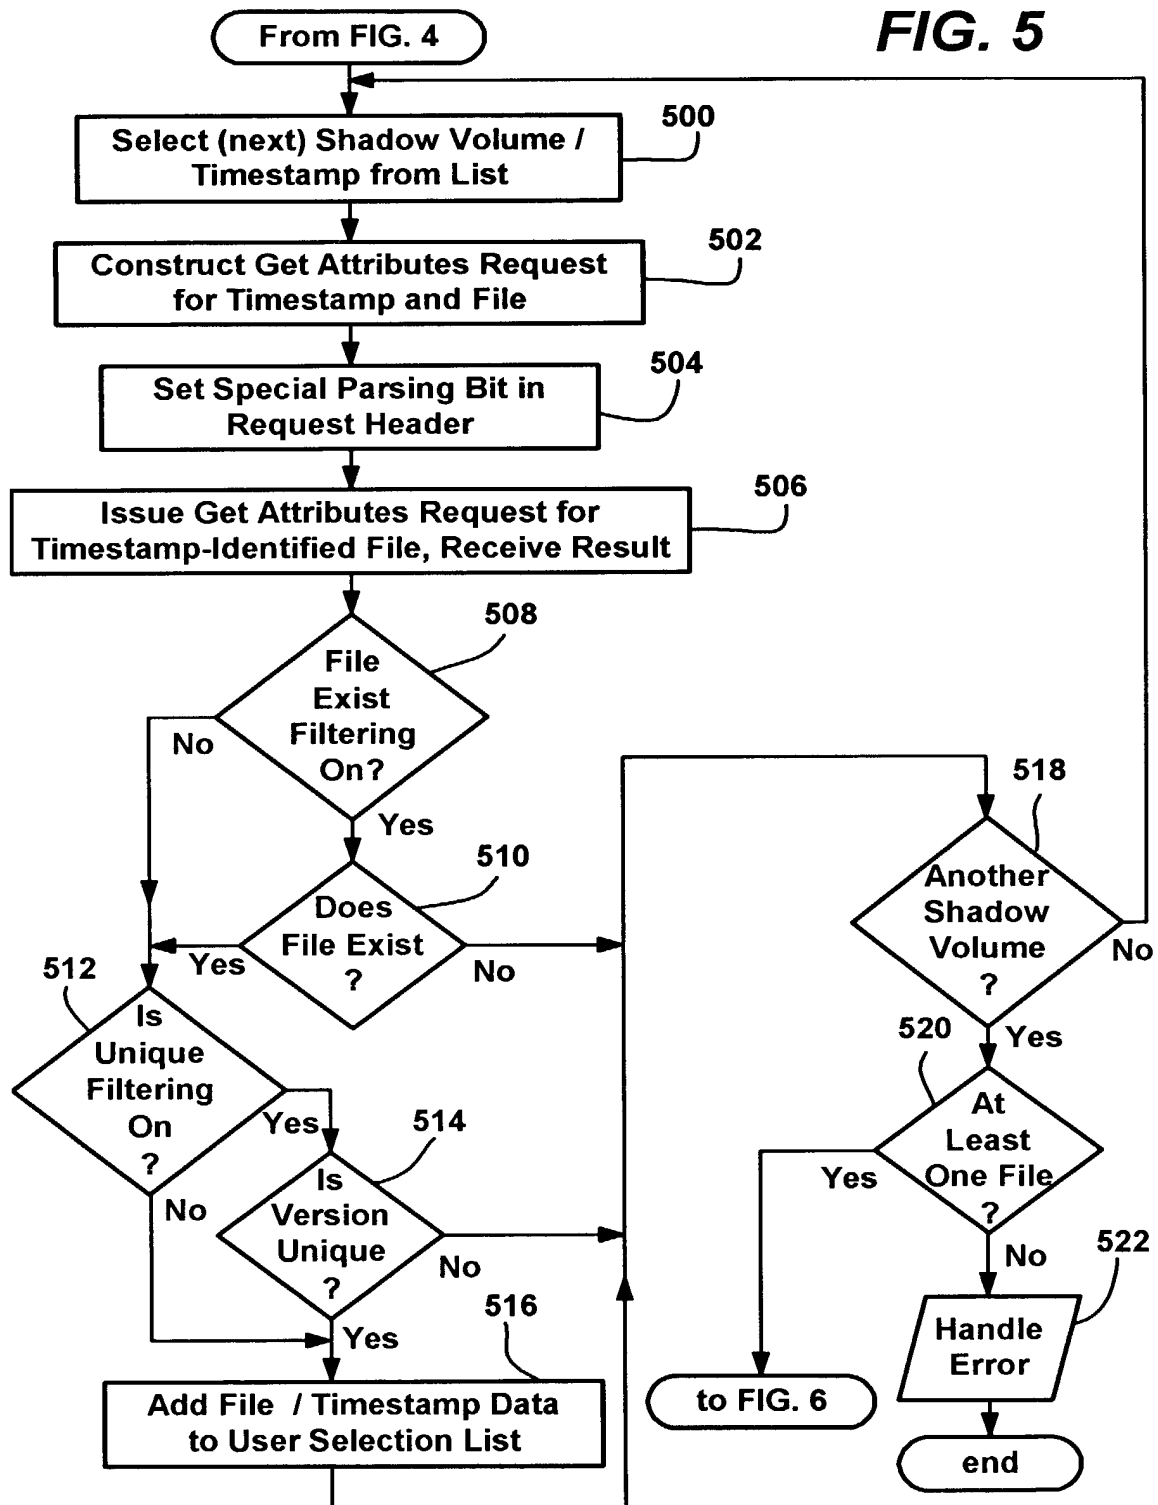 From FIG. 4
FIG. 5
Select (next) Shadow Volume /
Timestamp from List
500
Construct Get Attributes Request
for Timestamp and File
502
Set Special Parsing Bit in
Request Header
504
Issue Get Attributes Request for
Timestamp-Identified File, Receive Result
506
File
Exist
Filtering
On?
508
No
Yes
Does
File Exist
?
510
Yes
No
Is
Unique
Filtering
On
?
512
Yes
No
Is
Version
Unique
?
514
No
Yes
Add File / Timestamp Data
to User Selection List
516
Another
Shadow
Volume
?
518
No
Yes
At
Least
One File
?
520
Yes
No
Handle
Error
522
to FIG. 6
end